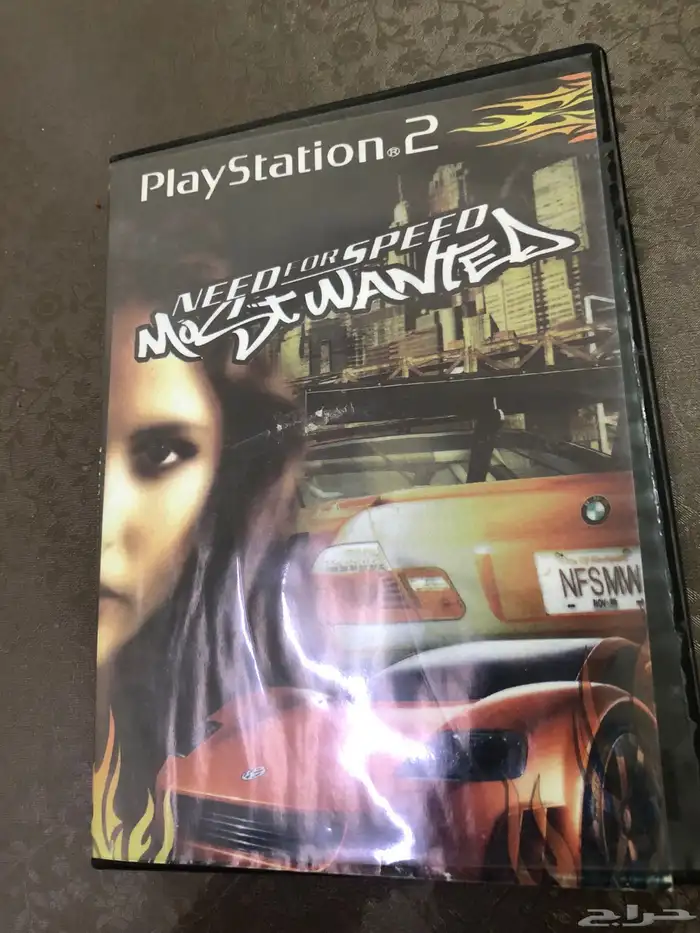 PlayStation®2
NEED FOR SPEED
MOST WANTED
NFSMW
حراج